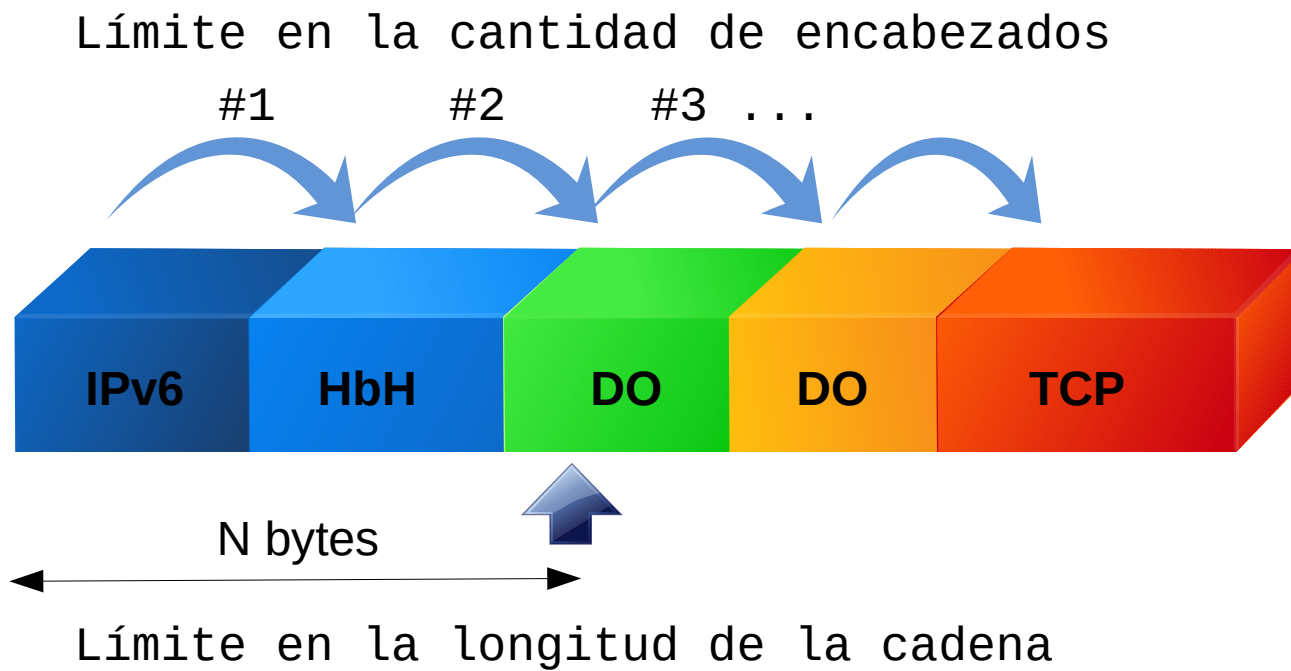 Límite en la cantidad de encabezados
#1 #2 #3 ...
IPv6 HbH DO DO TCP
N bytes
Límite en la longitud de la cadena